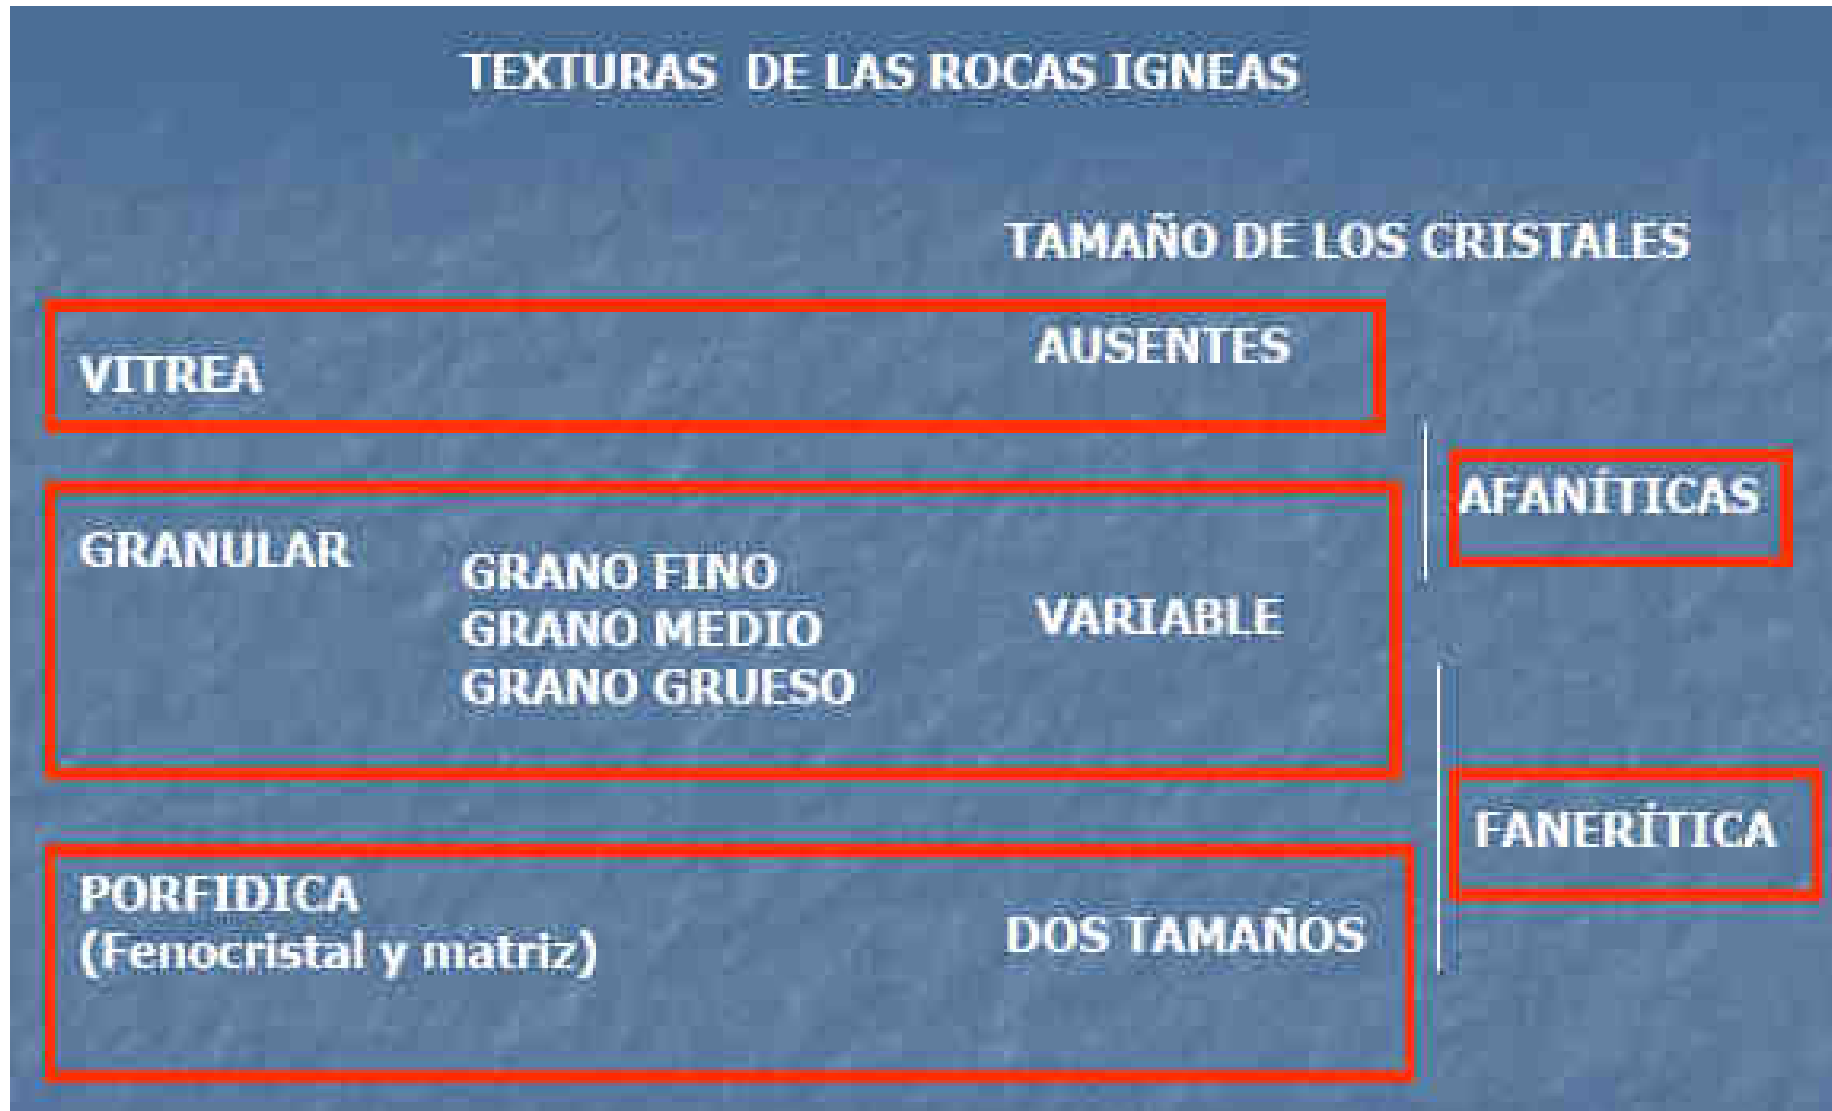 TEXTURAS DE LAS ROCAS IGNEAS
TAMAÑO DE LOS CRISTALES
VITREA
AUSENTES
AFANÍTICAS
GRANULAR
GRANO FINO
GRANO MEDIO
GRANO GRUESO
VARIABLE
FANERÍTICA
PORFIDICA
(Fenocristal y matriz)
DOS TAMAÑOS